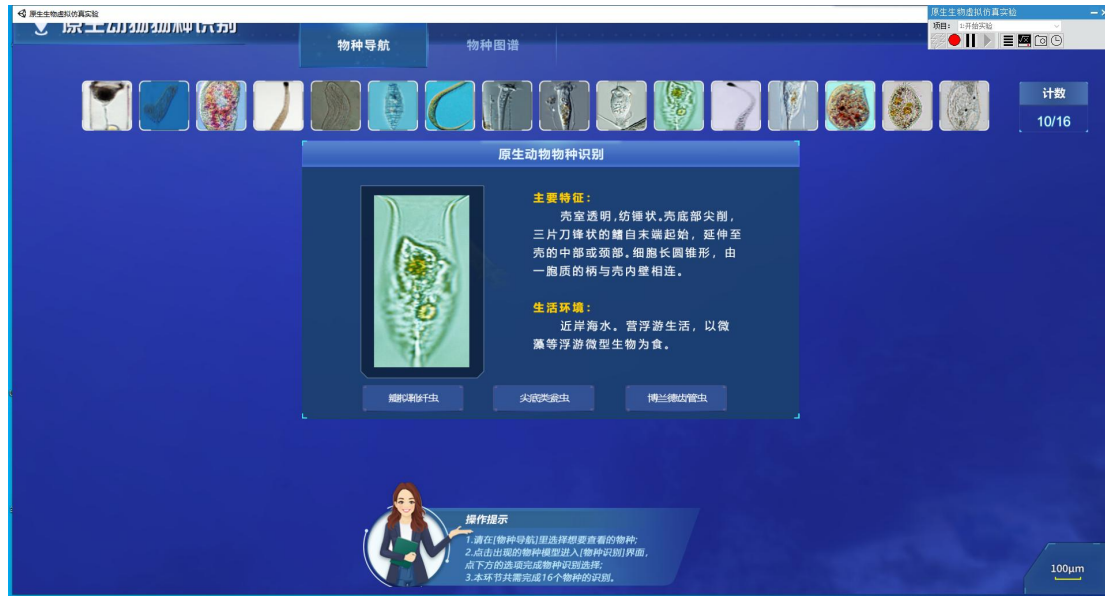 原生生物虚拟仿真实验
原生动物物种识别
物种导航
物种图谱
原生生物虚拟仿真实验
项目: 1:开始实验
计数
10/16
原生动物物种识别
主要特征:
壳室透明,纺锤状。壳底部尖削,
三片刀锋状的鳍自末端起始,延伸至
壳的中部或颈部。细胞长圆锥形,由
一胞质的柄与壳内壁相连。
生活环境:
近岸海水。营浮游生活,以微
藻等浮游微型生物为食。
尖底类瓮虫
博兰德齿管虫
操作提示
1.请在[物种导航]里选择想要查看的物种;
2.点击出现的物种模型进入[物种识别]界面,
点下方的选项完成物种识别选择;
3.本环节共需完成16个物种的识别。
100μm